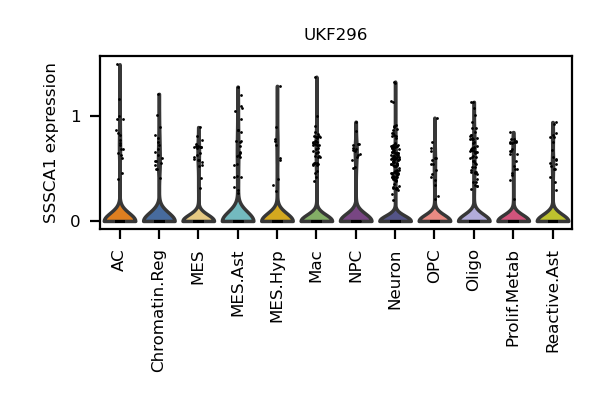 UKF296
SSSCA1 expression
1
0
AC
Chromatin.Reg
MES
MES.Ast
MES.Hyp
Mac
NPC
Neuron
OPC
Oligo
Prolif.Metab
Reactive.Ast